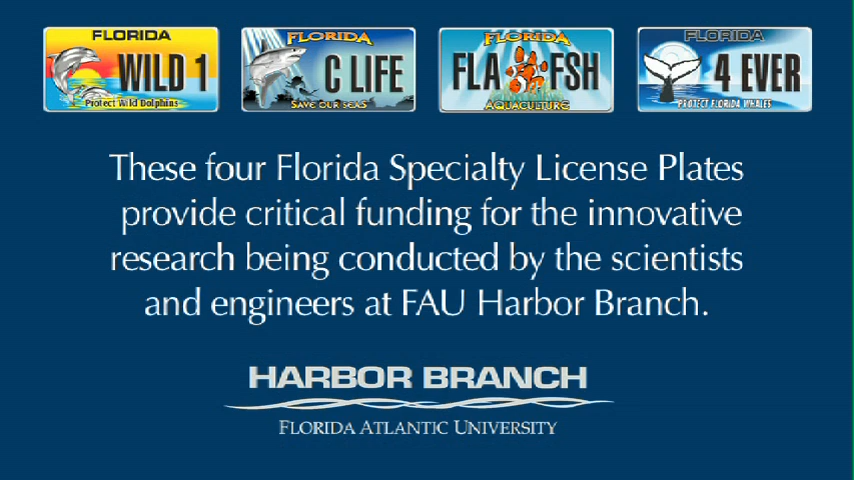 FLORIDA
WILD 1
Protect Wild Dolphins
FLORIDA
C LIFE
SAVE OUR SEAS
FLORIDA
FLA FSH
AQUACULTURE
FLORIDA
4 EVER
PROTECT FLORIDA WHALES
These four Florida Specialty License Plates
provide critical funding for the innovative
research being conducted by the scientists
and engineers at FAU Harbor Branch.
HARBOR BRANCH
FLORIDA ATLANTIC UNIVERSITY